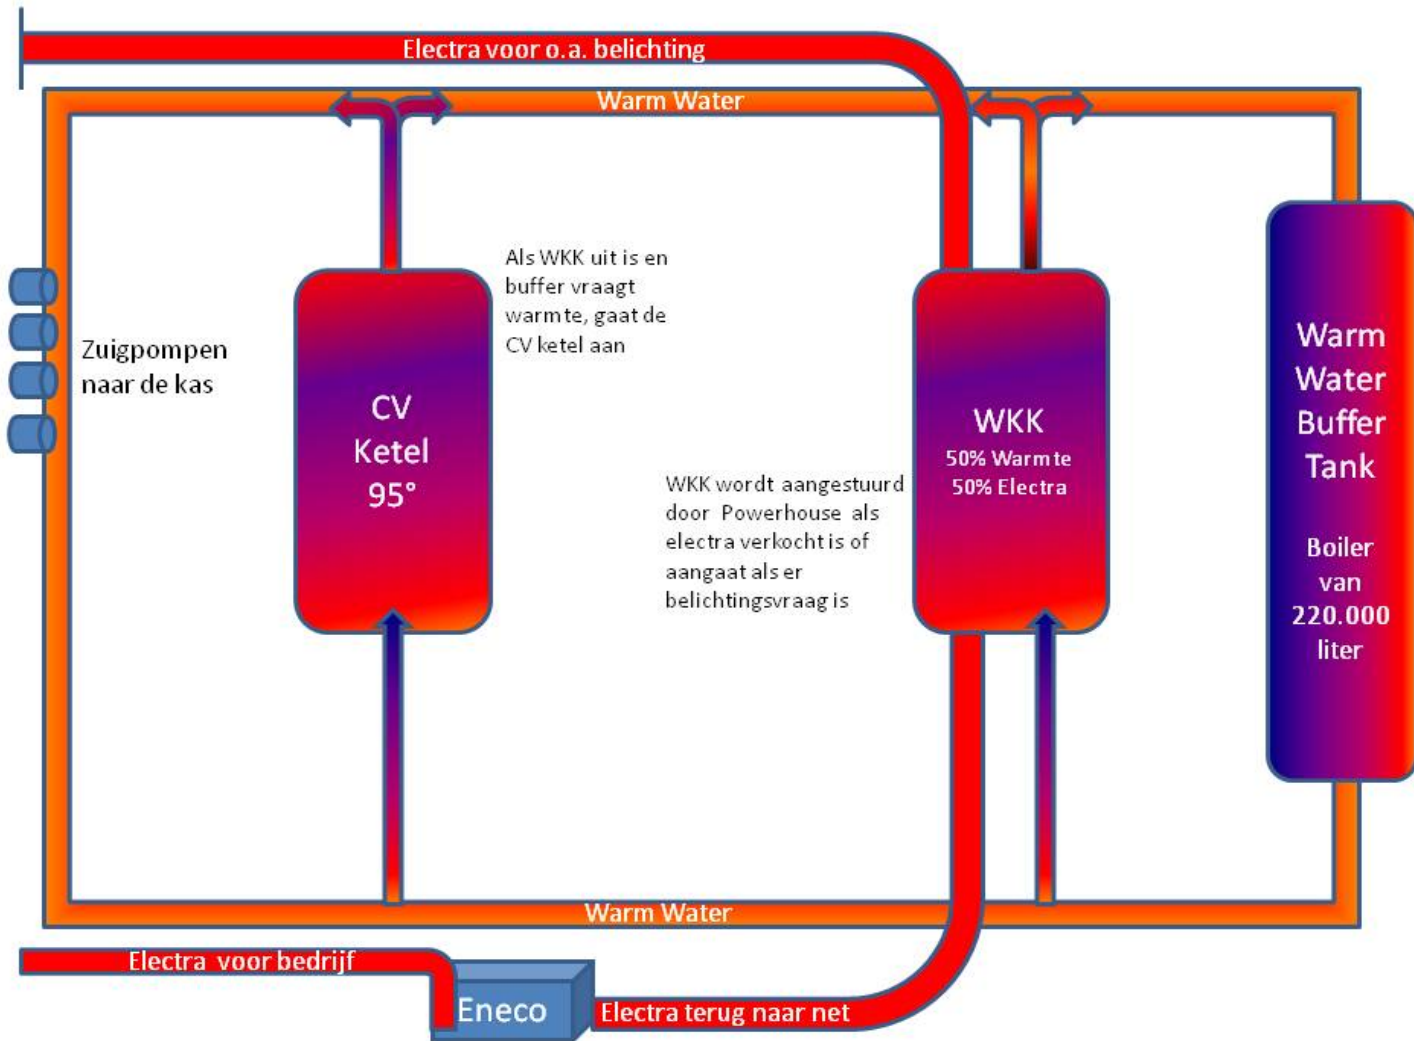 Electra voor o.a. belichting
Warm Water
Als WKK uit is en
buffer vraagt
warmte, gaat de
CV ketel aan
Zuigpompen
naar de kas
CV
Ketel
95°
WKK
50% Warmte
50% Electra
WKK wordt aangestuurd
door Powerhouse als
electra verkocht is of
aangaat als er
belichtingsvraag is
Warm
Water
Buffer
Tank
Boiler
van
220.000
liter
Warm Water
Electra voor bedrijf
Eneco
Electra terug naar net